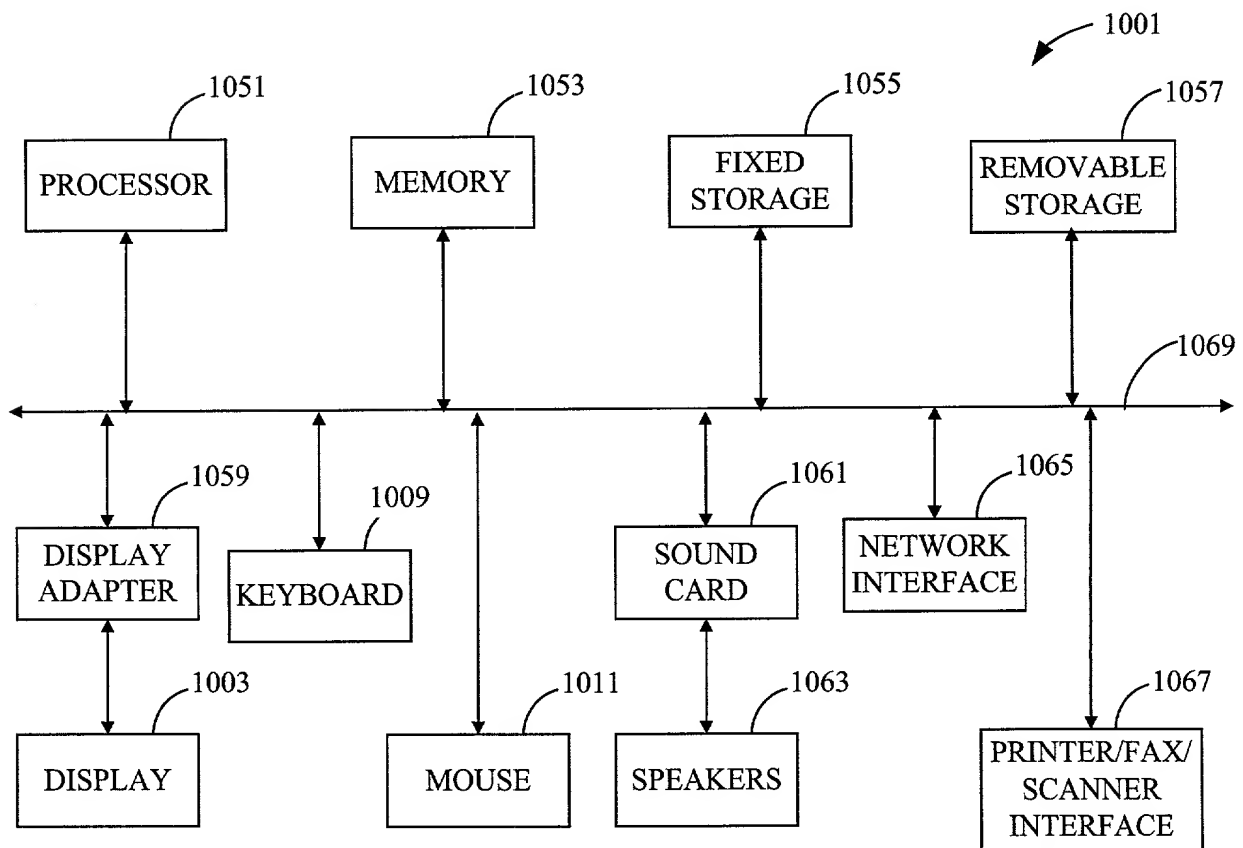 1001
1051
1053
1055
1057
PROCESSOR
MEMORY
FIXED
STORAGE
REMOVABLE
STORAGE
1069
1059
1009
1061
1065
DISPLAY
ADAPTER
KEYBOARD
SOUND
CARD
NETWORK
INTERFACE
1003
1011
1063
1067
DISPLAY
MOUSE
SPEAKERS
PRINTER/FAX/
SCANNER
INTERFACE